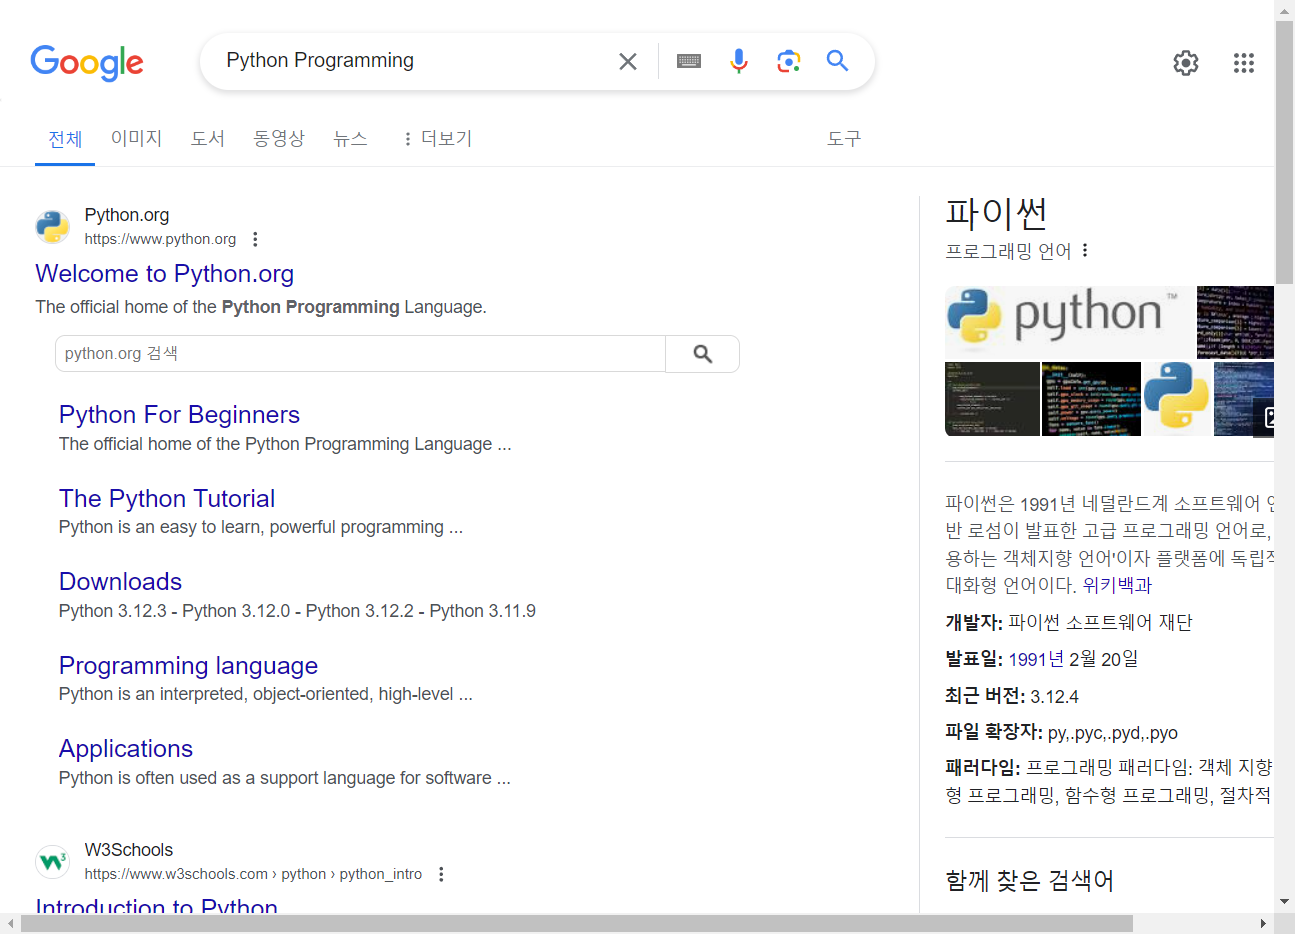 Google
Python Programming
전체
이미지
도서
동영상
뉴스
더보기
도구
Python.org
https://www.python.org
Welcome to Python.org
The official home of the Python Programming Language.
python.org 검색
Python For Beginners
The official home of the Python Programming Language ...
The Python Tutorial
Python is an easy to learn, powerful programming ...
Downloads
Python 3.12.3 - Python 3.12.0 - Python 3.12.2 - Python 3.11.9
Programming language
Python is an interpreted, object-oriented, high-level ...
Applications
Python is often used as a support language for software ...
W3Schools
https://www.w3schools.com › python › python_intro
Introduction to Python
파이썬
프로그래밍 언어
python™
파이썬은 1991년 네덜란드계 소프트웨어
반 로섬이 발표한 고급 프로그래밍 언어로,
용하는 객체지향 언어'이자 플랫폼에
대화형 언어이다. 위키백과
개발자: 파이썬 소프트웨어 재단
발표일: 1991년 2월 20일
최근 버전: 3.12.4
파일 확장자: py,.pyc,.pyd,.pyo
패러다임: 프로그래밍 패러다임: 객체 지향
형 프로그래밍, 함수형 프로그래밍, 절차적
함께 찾은 검색어